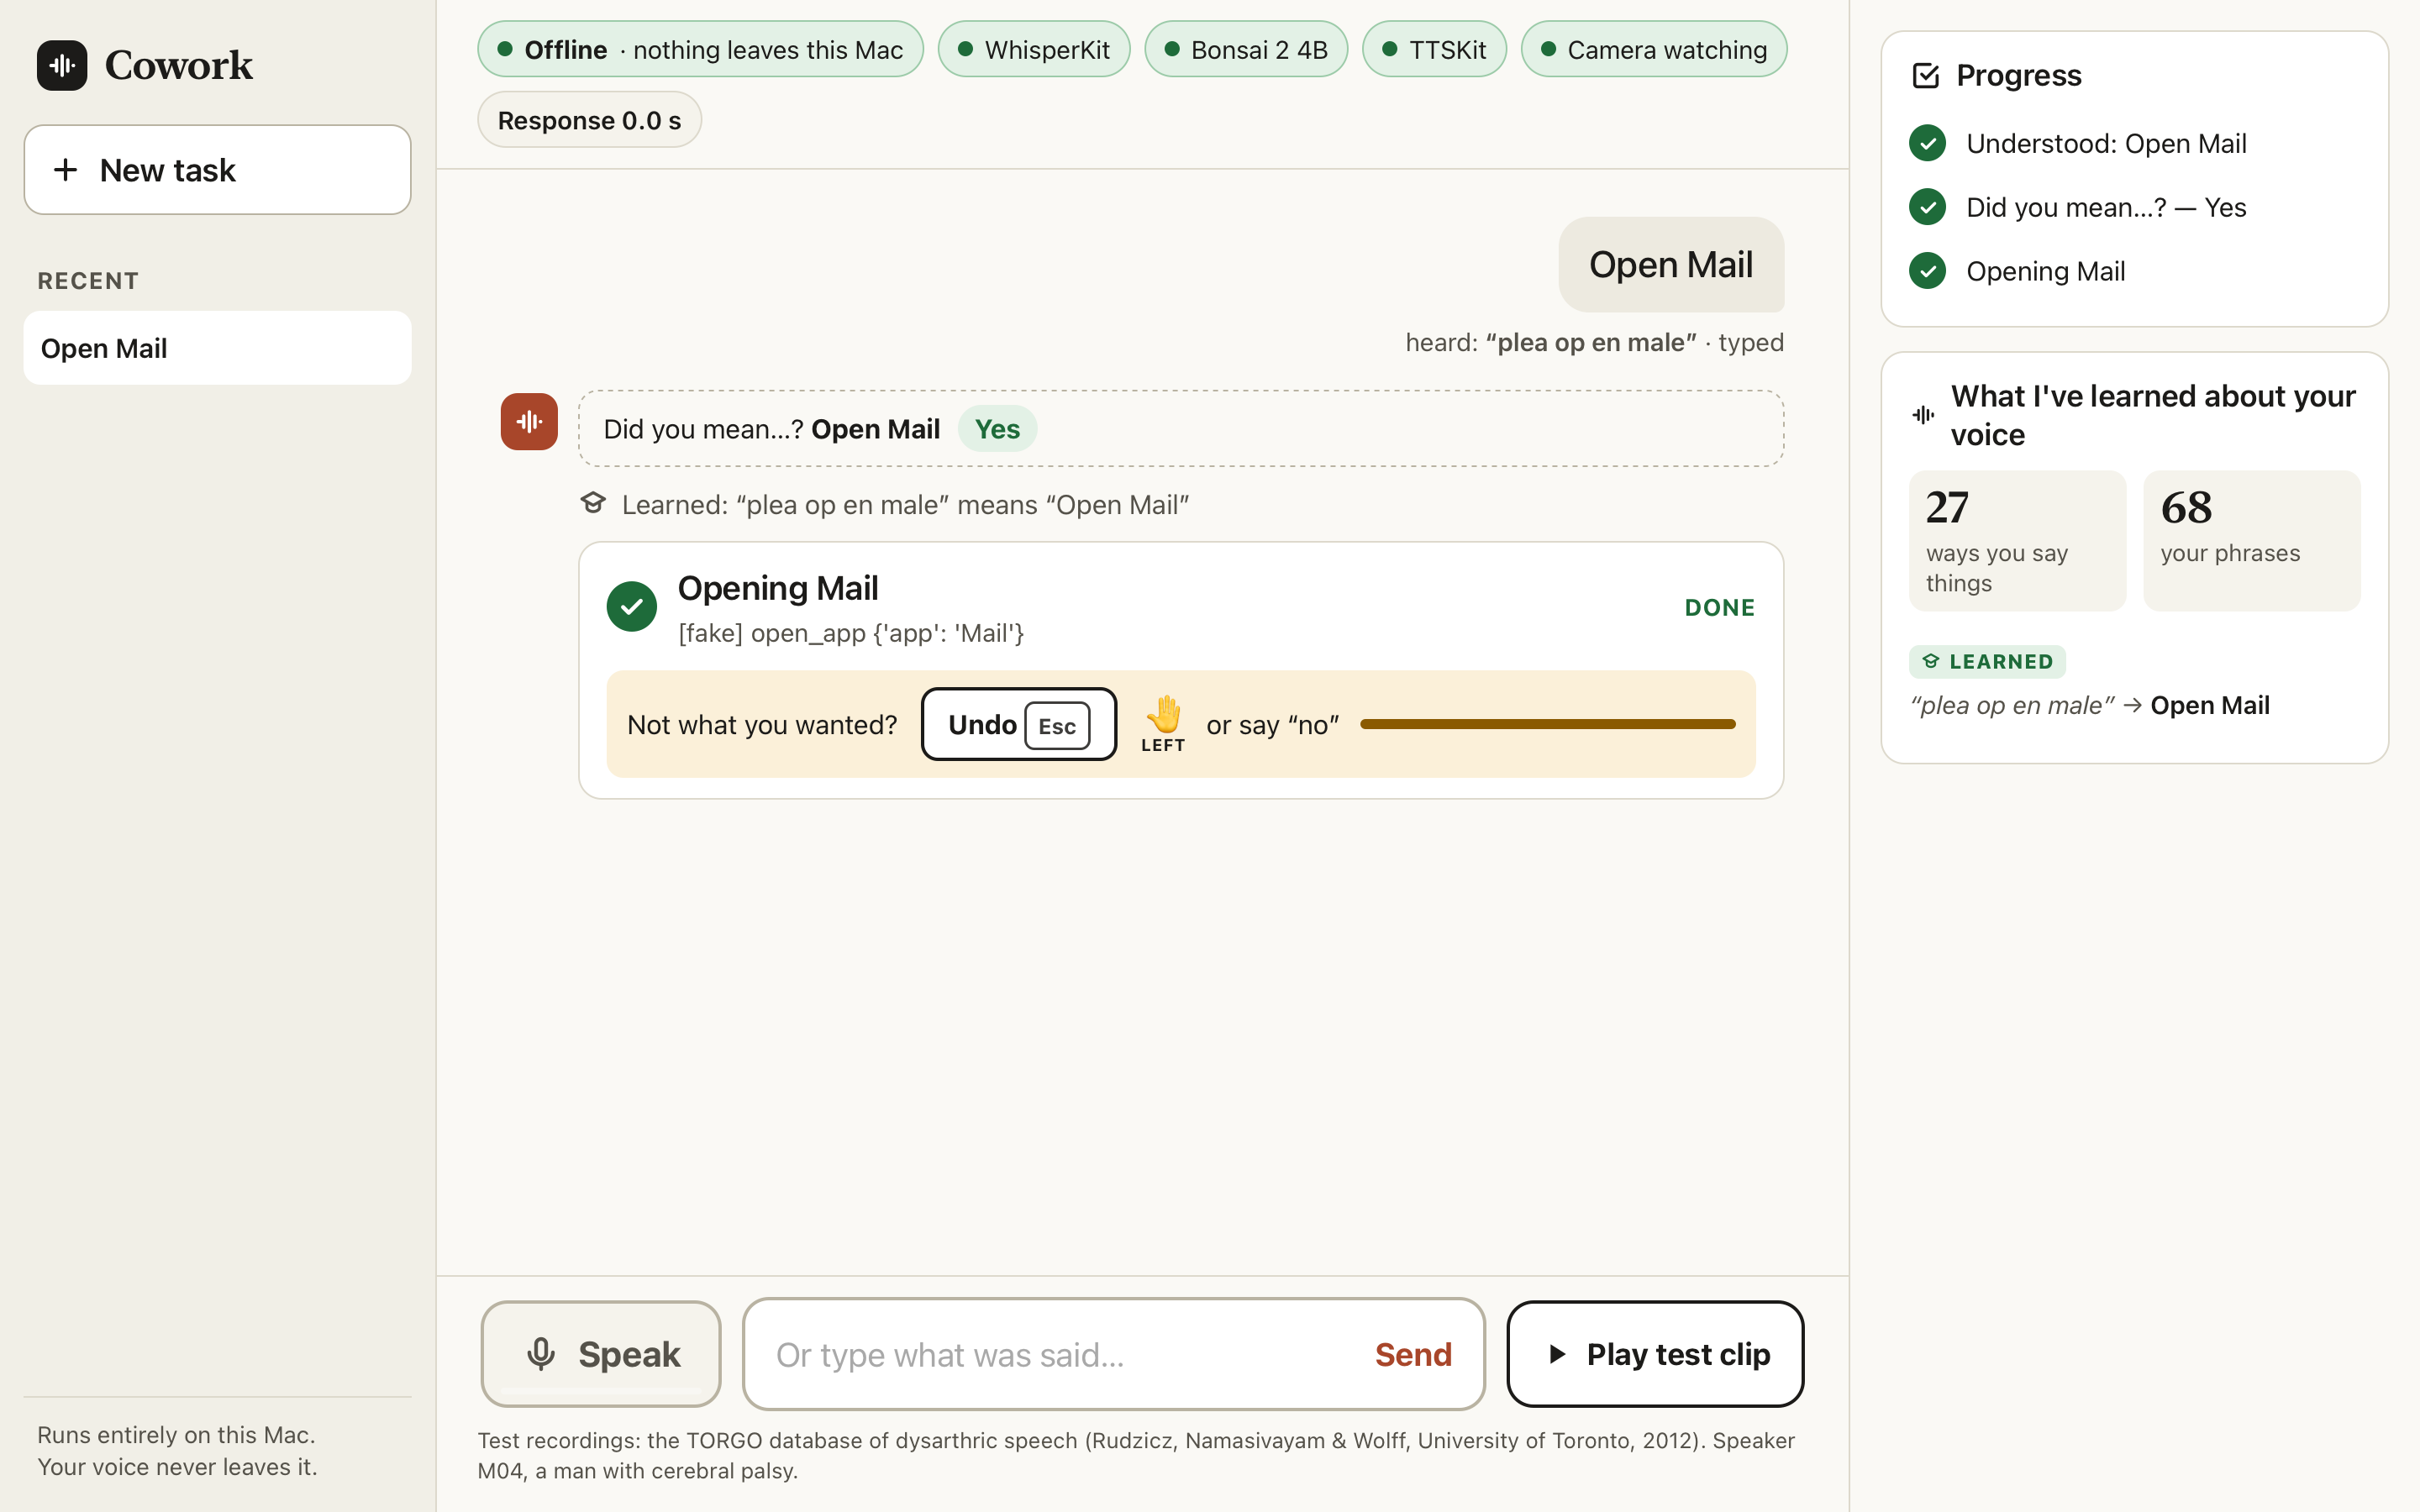 Cowork
New task
RECENT
Open Mail
Runs entirely on this Mac.
Your voice never leaves it.
Offline · nothing leaves this Mac
WhisperKit
Bonsai 2 4B
TTSKit
Camera watching
Response 0.0 s
Open Mail
heard: “plea op en male” · typed
Did you mean...? Open Mail Yes
Learned: “plea op en male” means “Open Mail”
Opening Mail
[fake] open_app {'app': 'Mail'}
DONE
Not what you wanted? Undo Esc LEFT or say “no”
Speak
Or type what was said...
Send
Play test clip
Test recordings: the TORGO database of dysarthric speech (Rudzicz, Namasivayam & Wolff, University of Toronto, 2012). Speaker
M04, a man with cerebral palsy.
Progress
Understood: Open Mail
Did you mean...? — Yes
Opening Mail
What I've learned about your
voice
27
ways you say
things
68
your phrases
LEARNED
“plea op en male” → Open Mail